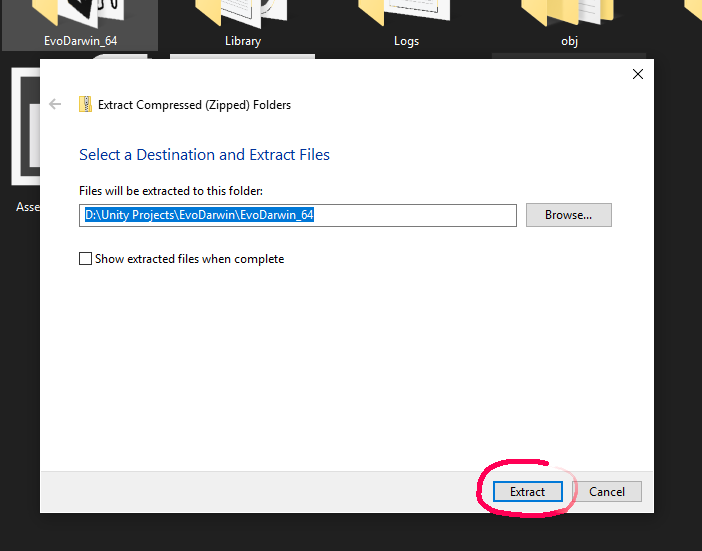 EvoDarwin_64
Library
Logs
obj
Asse
Extract Compressed (Zipped) Folders
Select a Destination and Extract Files
Files will be extracted to this folder:
D:\Unity Projects\EvoDarwin\EvoDarwin_64
Browse...
Show extracted files when complete
Extract
Cancel